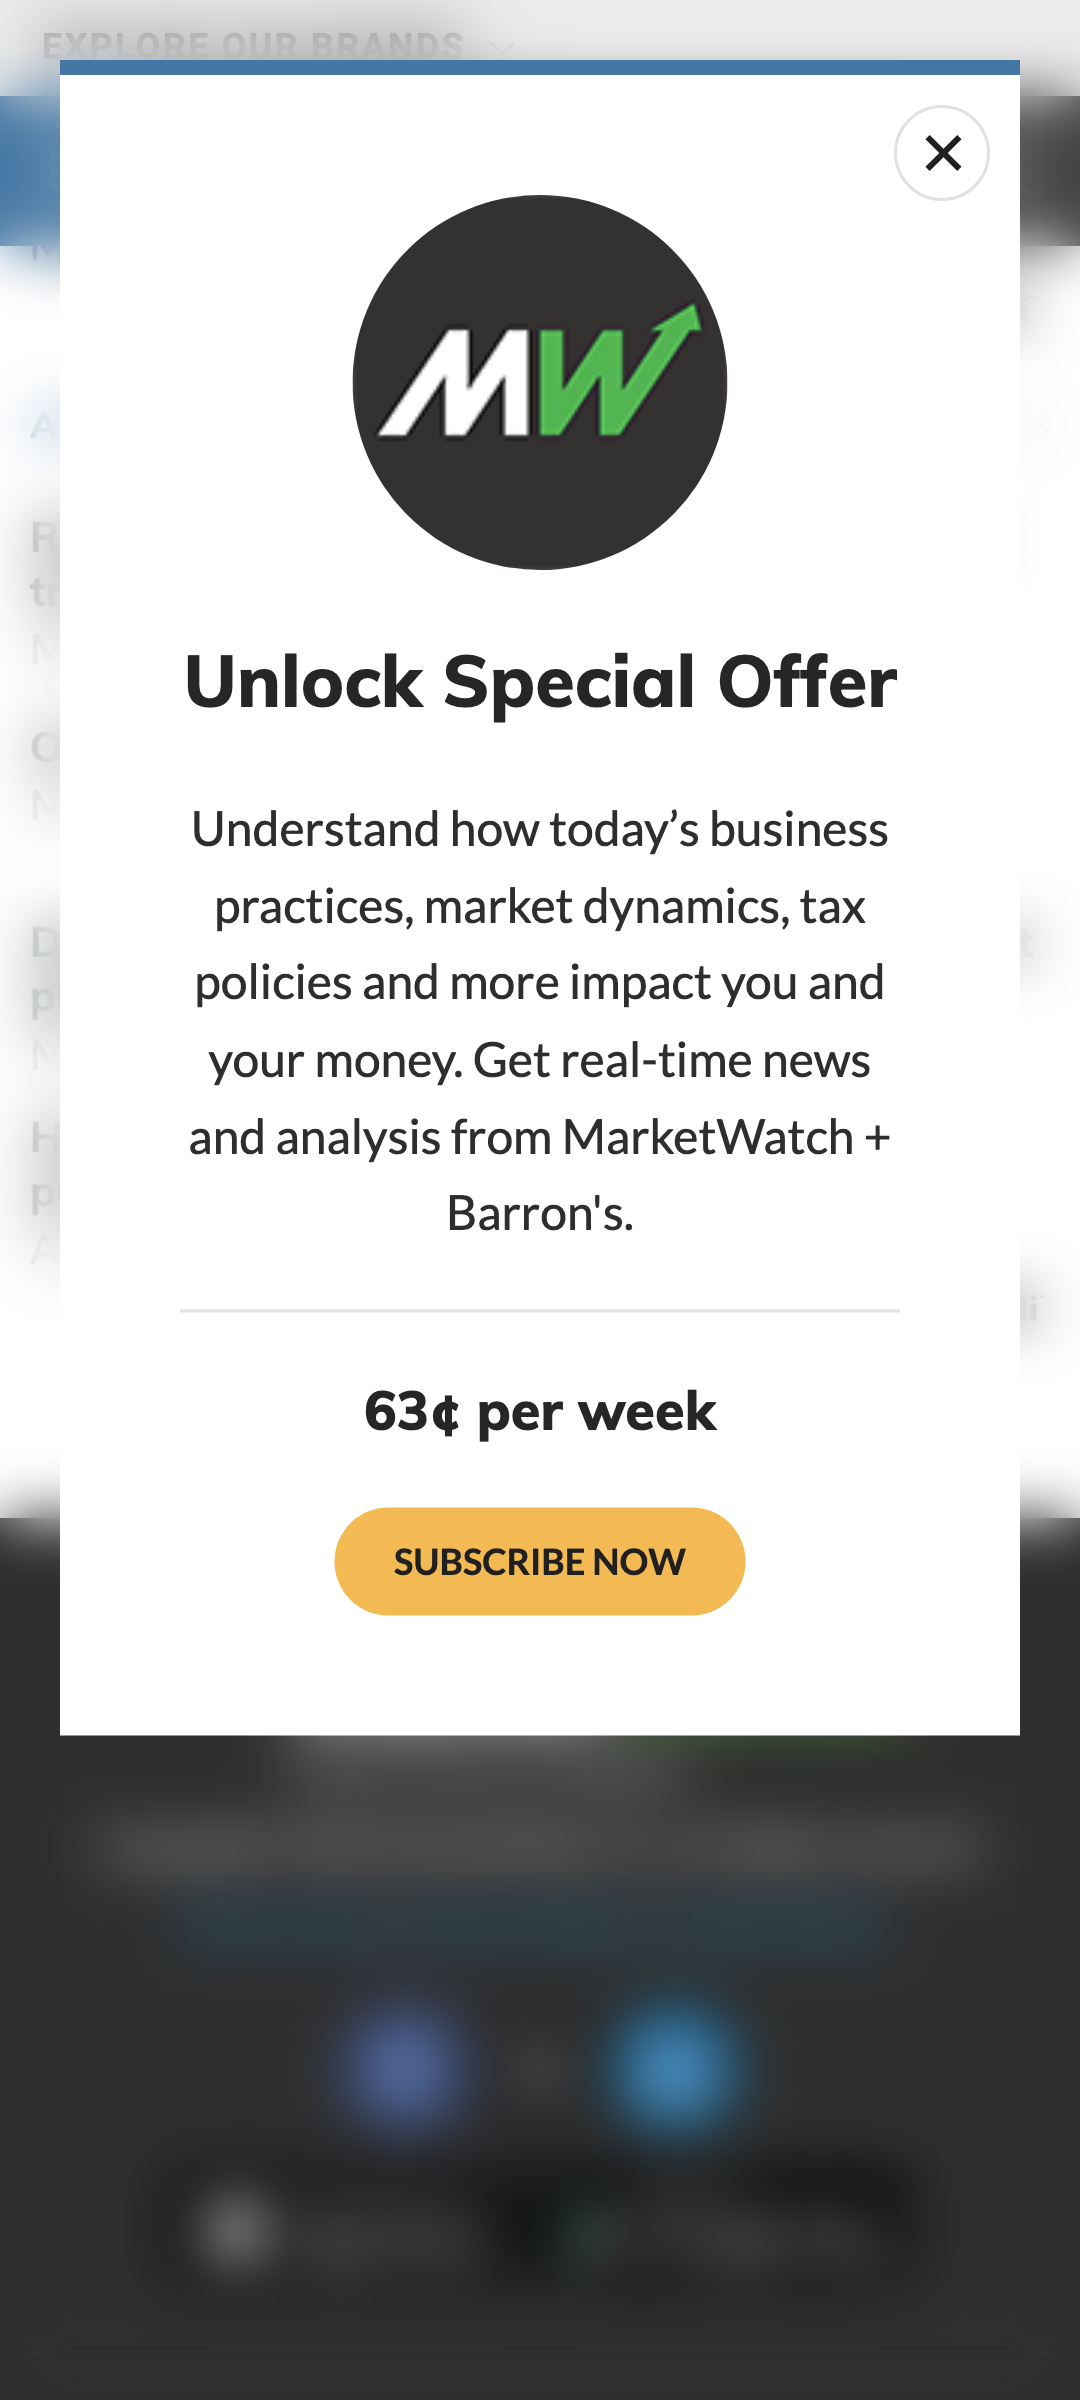 EXPLORE OUR BRANDS
MW
Unlock Special Offer
Understand how today’s business
practices, market dynamics, tax
policies and more impact you and
your money. Get real-time news
and analysis from MarketWatch +
Barron's.
63¢ per week
SUBSCRIBE NOW